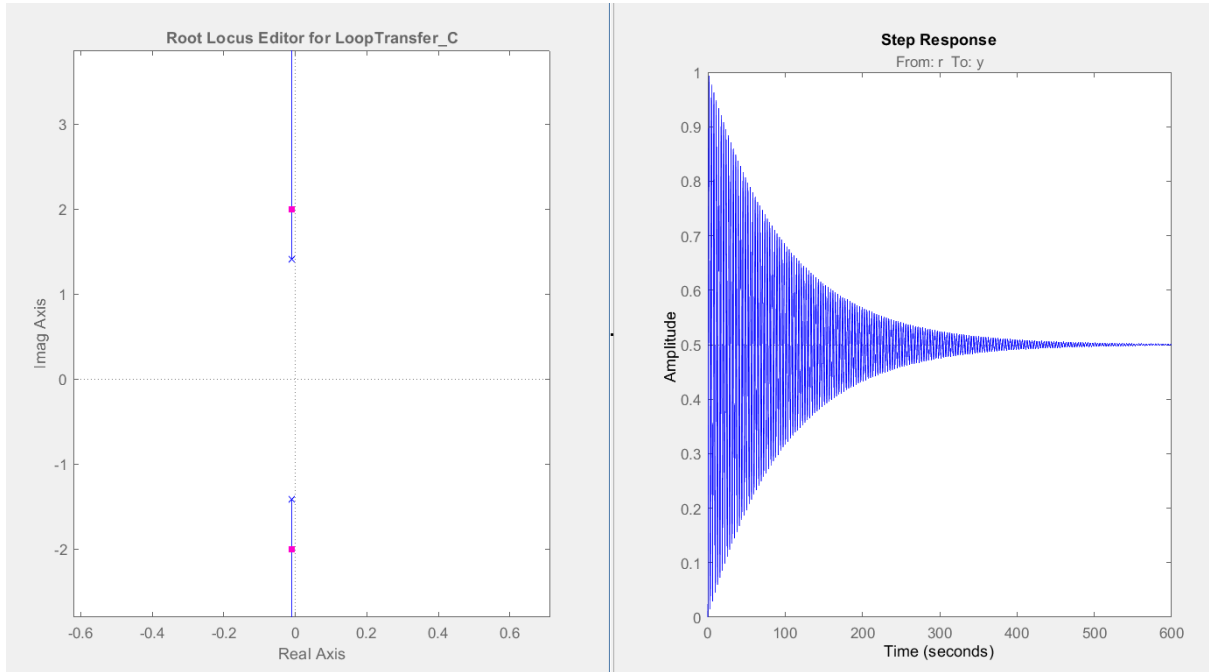 Root Locus Editor for LoopTransfer_C
3
2
1
0
-1
-2
-0.6 -0.4 -0.2 0 0.2 0.4 0.6
Real Axis
Imag Axis
Step Response
From: r To: y
1
0.9
0.8
0.7
0.6
0.5
0.4
0.3
0.2
0.1
0
0 100 200 300 400 500 600
Time (seconds)
Amplitude